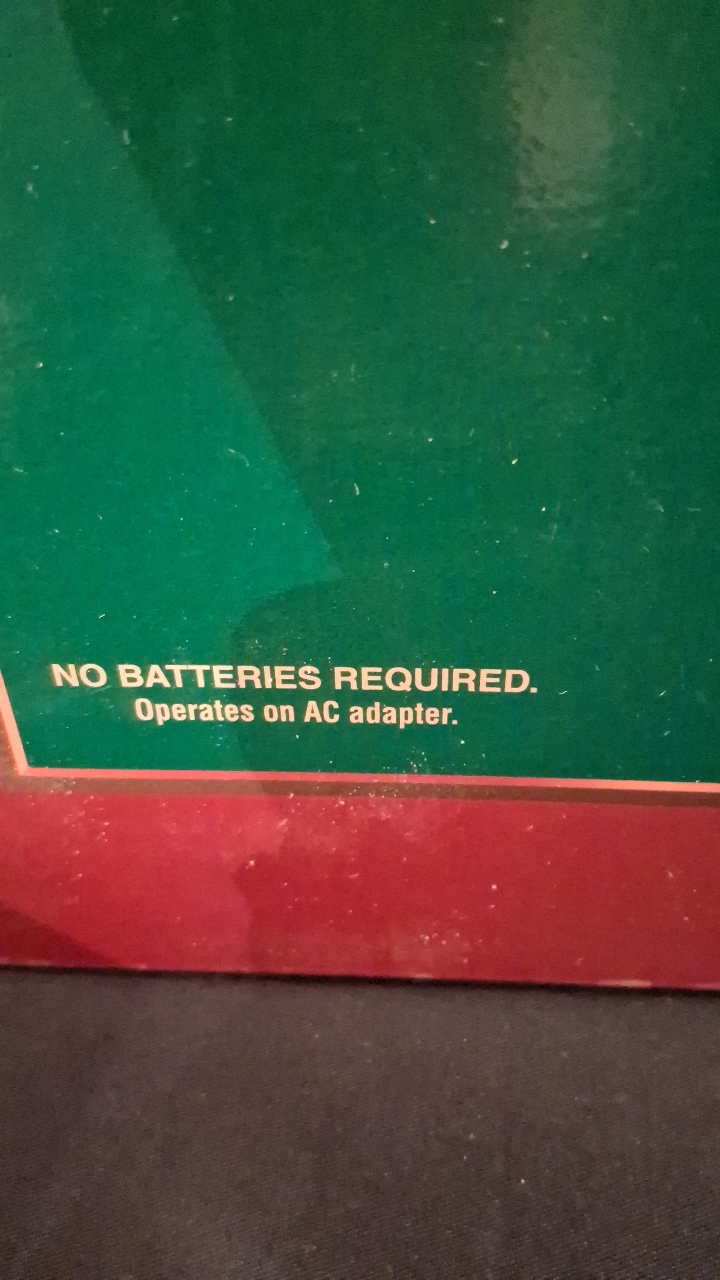 NO BATTERIES REQUIRED.
Operates on AC adapter.